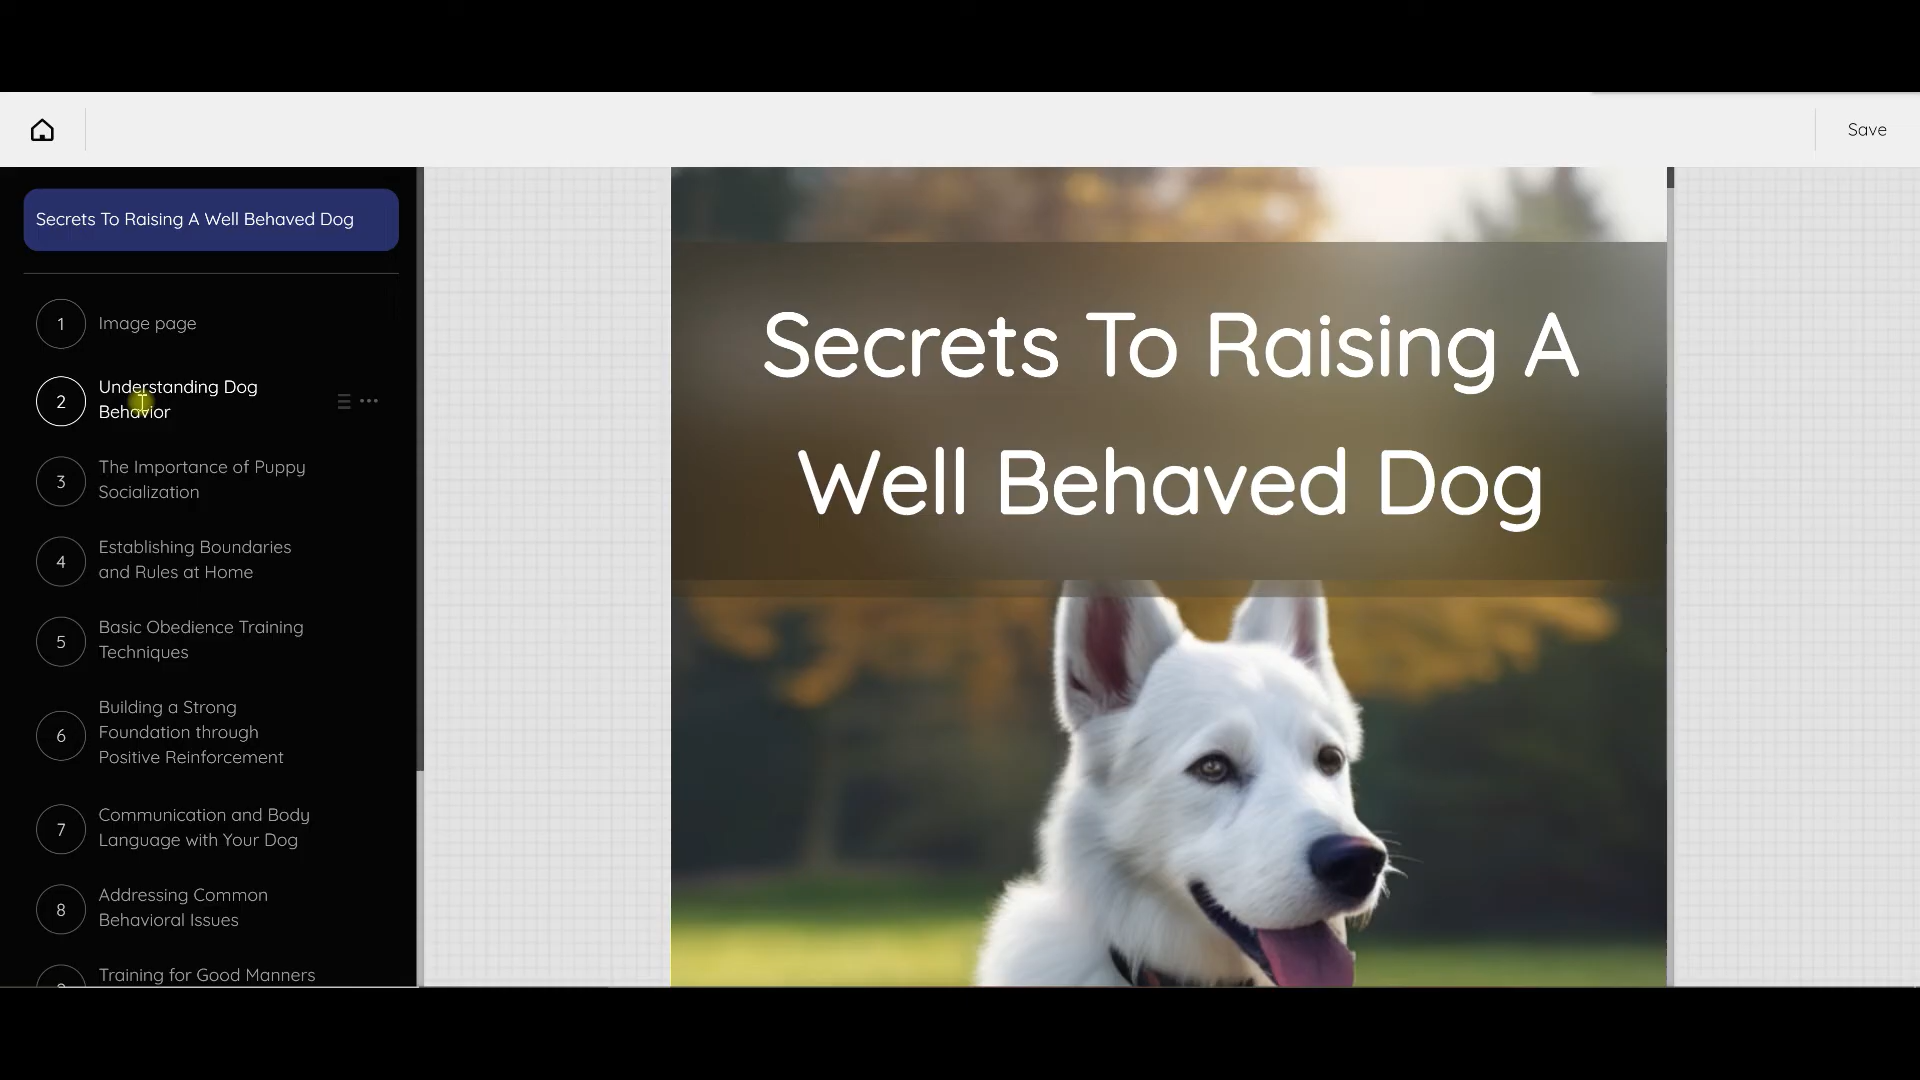 Save
Secrets To Raising A Well Behaved Dog
1
Image page
2
Understanding Dog
Behavior
3
The Importance of Puppy
Socialization
4
Establishing Boundaries
and Rules at Home
5
Basic Obedience Training
Techniques
6
Building a Strong
Foundation through
Positive Reinforcement
7
Communication and Body
Language with Your Dog
8
Addressing Common
Behavioral Issues
Training for Good Manners
Secrets To Raising A
Well Behaved Dog